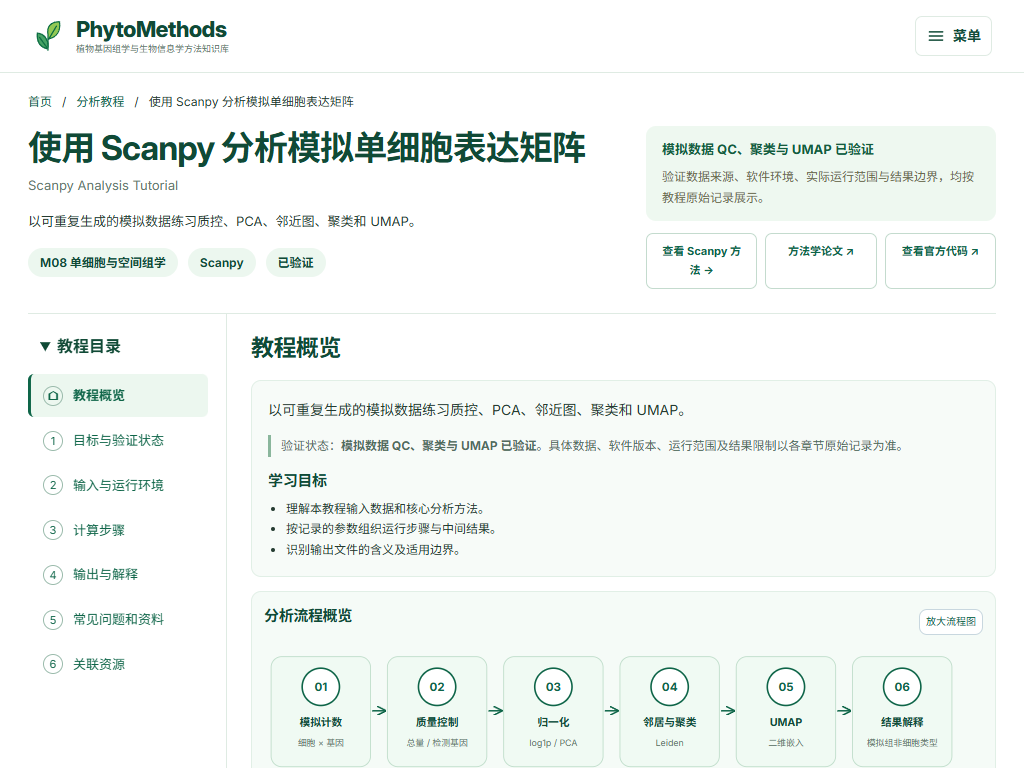 PhytoMethods
植物基因组学与生物信息学方法知识库
菜单
首页 / 分析教程 / 使用 Scanpy 分析模拟单细胞表达矩阵
使用 Scanpy 分析模拟单细胞表达矩阵
Scanpy Analysis Tutorial
以可重复生成的模拟数据练习质控、PCA、邻近图、聚类和 UMAP。
M08 单细胞与空间组学
Scanpy
已验证
模拟数据 QC、聚类与 UMAP 已验证
验证数据来源、软件环境、实际运行范围与结果边界，均按
教程原始记录展示。
查看 Scanpy 方
法 →
方法学论文 ↗
查看官方代码 ↗
▼ 教程目录
教程概览
1 目标与验证状态
2 输入与运行环境
3 计算步骤
4 输出与解释
5 常见问题和资料
6 关联资源
教程概览
以可重复生成的模拟数据练习质控、PCA、邻近图、聚类和 UMAP。
验证状态：模拟数据 QC、聚类与 UMAP 已验证。具体数据、软件版本、运行范围及结果限制以各章节原始记录为准。
学习目标
• 理解本教程输入数据和核心分析方法。
• 按记录的参数组织运行步骤与中间结果。
• 识别输出文件的含义及适用边界。
分析流程概览
放大流程图
01
模拟计数
细胞 × 基因
02
质量控制
总量 / 检测基因
03
归一化
log1p / PCA
04
邻居与聚类
Leiden
05
UMAP
二维嵌入
06
结果解释
模拟组非细胞类型